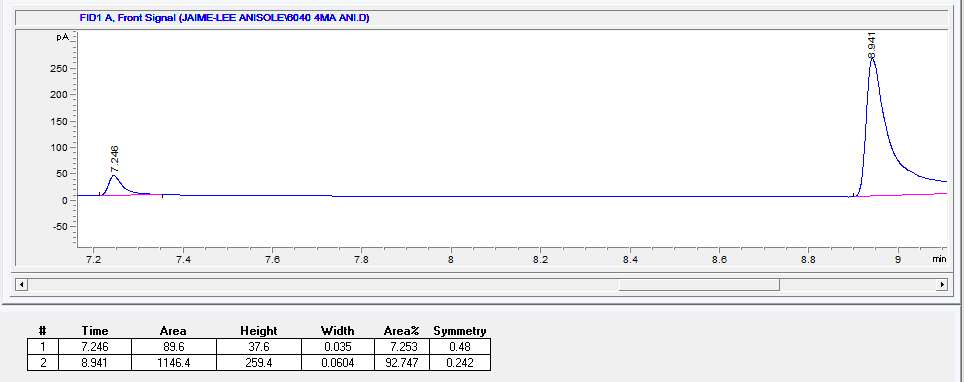 FID1 A, Front Signal (JAIME-LEE ANISOLE\6040 4MA ANI.D)
pA
250
200
150
100
50
0
-50
7.246
8.941
7.2 7.4 7.6 7.8 8 8.2 8.4 8.6 8.8 9 min
# Time Area Height Width Area% Symmetry
1 7.246 89.6 37.6 0.035 7.253 0.48
2 8.941 1146.4 259.4 0.0604 92.747 0.242